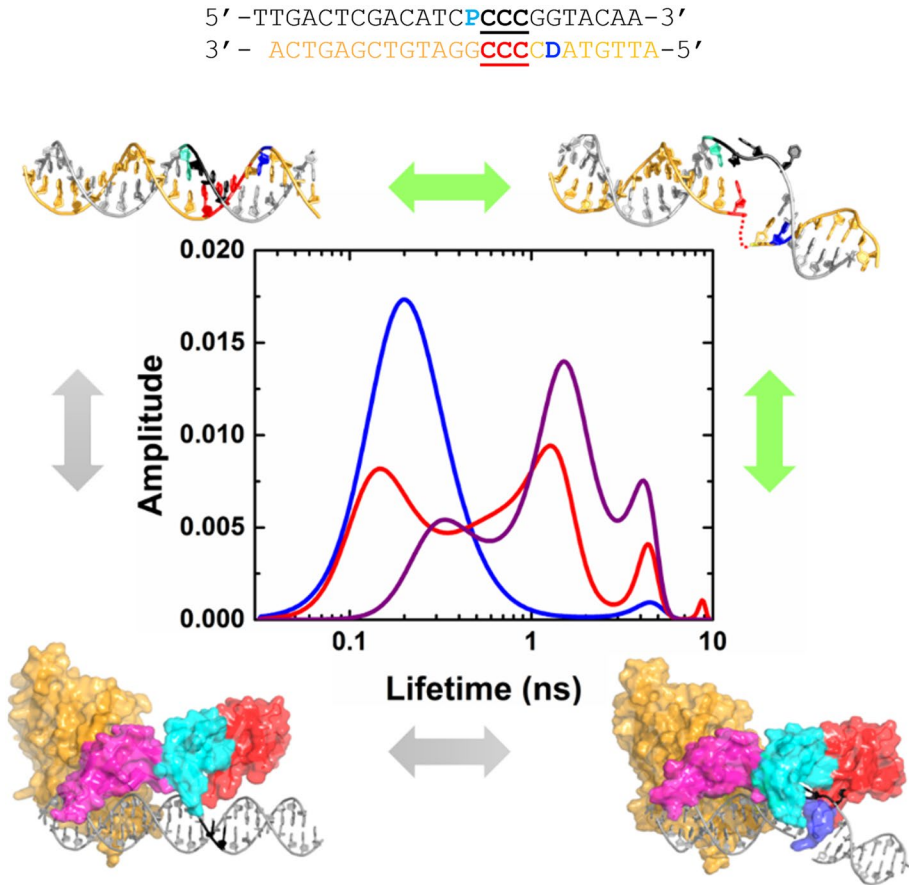 5’-TTGACTCGACATCPCCCGGTACAA-3’
3’- ACTGAGCTGTAGGCCCCDATGTTA-5’
0.020
0.015
0.010
0.005
0.000
Amplitude
0.1 1 10
Lifetime (ns)